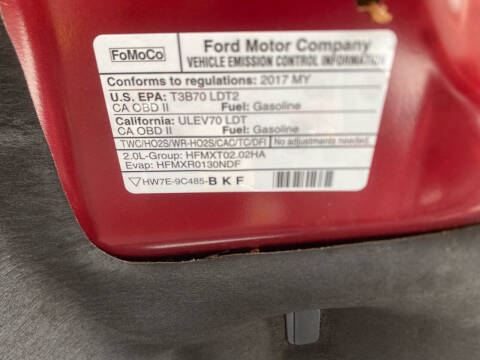 FoMoCo
Ford Motor Company
VEHICLE EMISSION CONTROL INFORMATION
Conforms to regulations: 2017 MY
U.S. EPA: T3B70 LDT2
CA OBD II Fuel: Gasoline
California: ULEV70 LDT
CA OBD II Fuel: Gasoline
TWC/HO2S/WR-HO2S/CAC/TC/DFI No adjustments needed.
2.0L-Group: HFMXT02.02HA
Evap: HFMXR0130NDF
HW7E-9C485-BKF